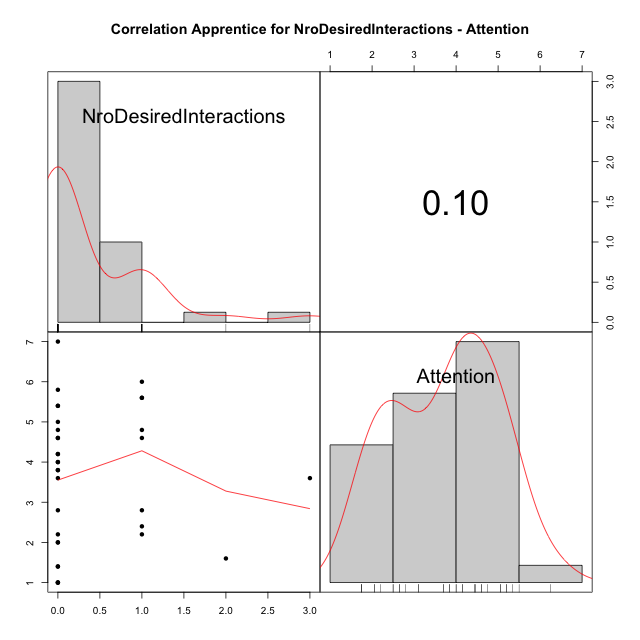 Correlation Apprentice for NroDesiredInteractions - Attention
1 2 3 4 5 6 7
NroDesiredInteractions
0.10
0.0 0.5 1.0 1.5 2.0 2.5 3.0
1 2 3 4 5 6 7
Attention
0.0 0.5 1.0 1.5 2.0 2.5 3.0